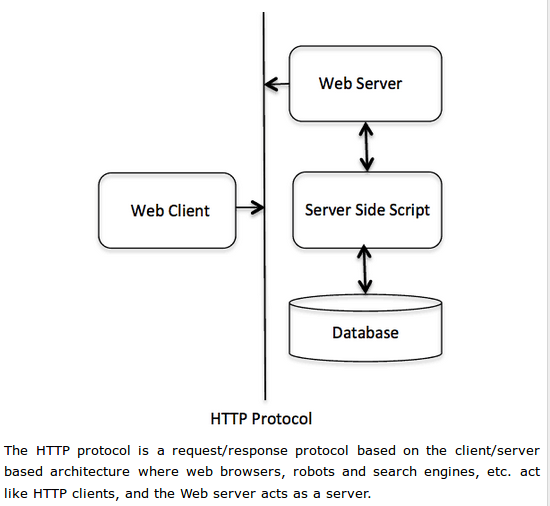 Web Server
Web Client
Server Side Script
Database
HTTP Protocol
The HTTP protocol is a request/response protocol based on the client/server
based architecture where web browsers, robots and search engines, etc. act
like HTTP clients, and the Web server acts as a server.